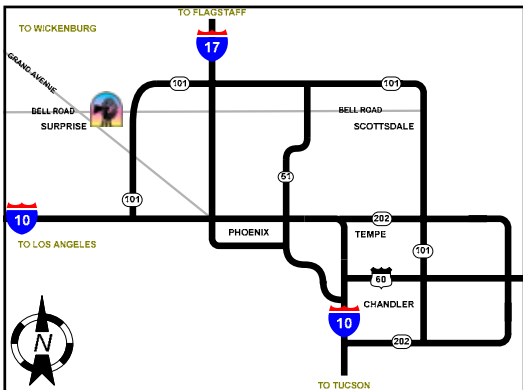 TO FLAGSTAFF
TO WICKENBURG
17
GRAND AVENUE
101
101
BELL ROAD
BELL ROAD
SURPRISE
SCOTTSDALE
51
101
10
202
PHOENIX
TEMPE
TO LOS ANGELES
101
60
CHANDLER
10
N
202
TO TUCSON